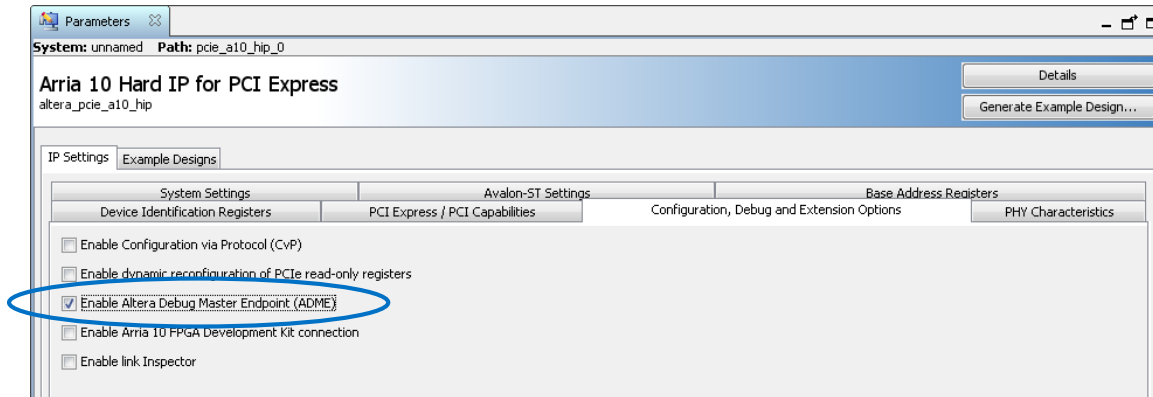 Parameters
System: unnamed Path: pcie_a10_hip_0
Arria 10 Hard IP for PCI Express
altera_pcie_a10_hip
Details
Generate Example Design...
IP Settings Example Designs
System Settings Avalon-ST Settings Base Address Registers
Device Identification Registers PCI Express / PCI Capabilities Configuration, Debug and Extension Options PHY Characteristics
Enable Configuration via Protocol (CvP)
Enable dynamic reconfiguration of PCIe read-only registers
Enable Altera Debug Master Endpoint (ADME)
Enable Arria 10 FPGA Development Kit connection
Enable link Inspector